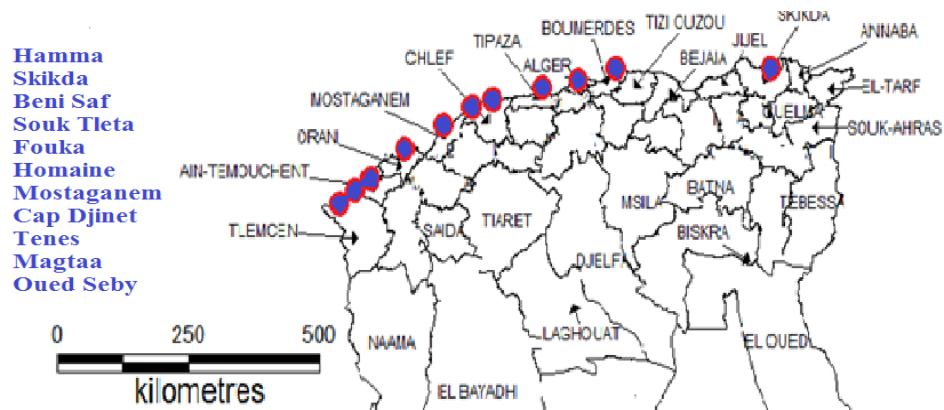 Hamma
Skikda
Beni Saf
Souk Tleta
Fouka
Homaine
Mostaganem
Cap Djinet
Tenes
Magtaa
Oued Seby
SKIKDA
TIZI OUZOU
BOUMERDES
JIJEL
ANNABA
TIPAZA
CHLEF
ALGER
BEJAIA
EL-TARF
MOSTAGANEM
GUELMA
SOUK-AHRAS
ORAN
AIN-TEMOUCHENT
BATNA
MSILA
TEBESSA
TLEMCEN
SAIDA
TIARET
BISKRA
DJELFA
0 250 500
kilometres
NAAMA
LAGHOUAT
EL OUED
EL BAYADH